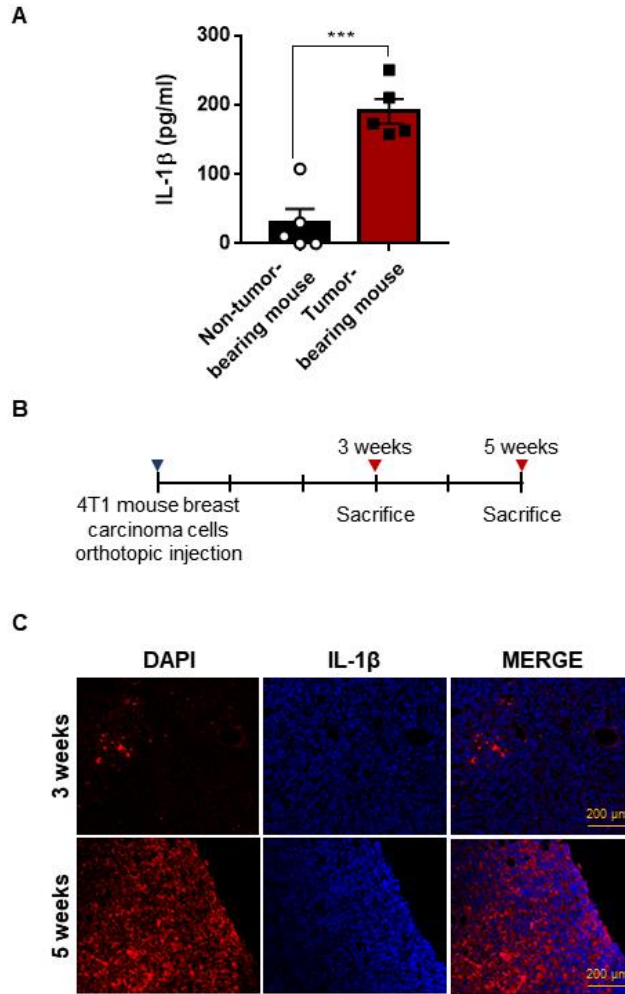 A
300
200
100
0
IL-1β (pg/ml)
***
Non-tumor-
bearing mouse
Tumor-
bearing mouse
B
3 weeks
5 weeks
4T1 mouse breast
carcinoma cells
orthotopic injection
Sacrifice
Sacrifice
C
DAPI
IL-1β
MERGE
3 weeks
200 μm
5 weeks
200 μm